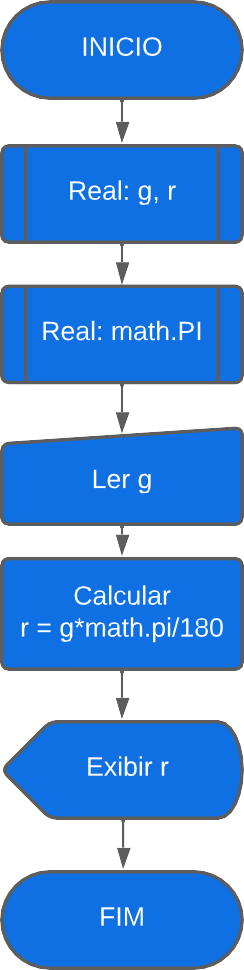 INICIO
Real: g, r
Real: math.PI
Ler g
Calcular
r = g*math.pi/180
Exibir r
FIM